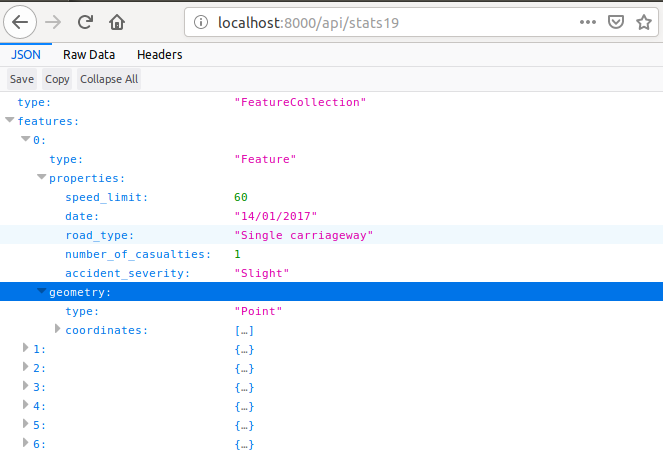 localhost:8000/api/stats19
JSON Raw Data Headers
Save Copy Collapse All
type: "FeatureCollection"
features:
0:
type: "Feature"
properties:
speed_limit: 60
date: "14/01/2017"
road_type: "Single carriageway"
number_of_casualties: 1
accident_severity: "Slight"
geometry:
type: "Point"
coordinates: […]
1: {…}
2: {…}
3: {…}
4: {…}
5: {…}
6: {…}